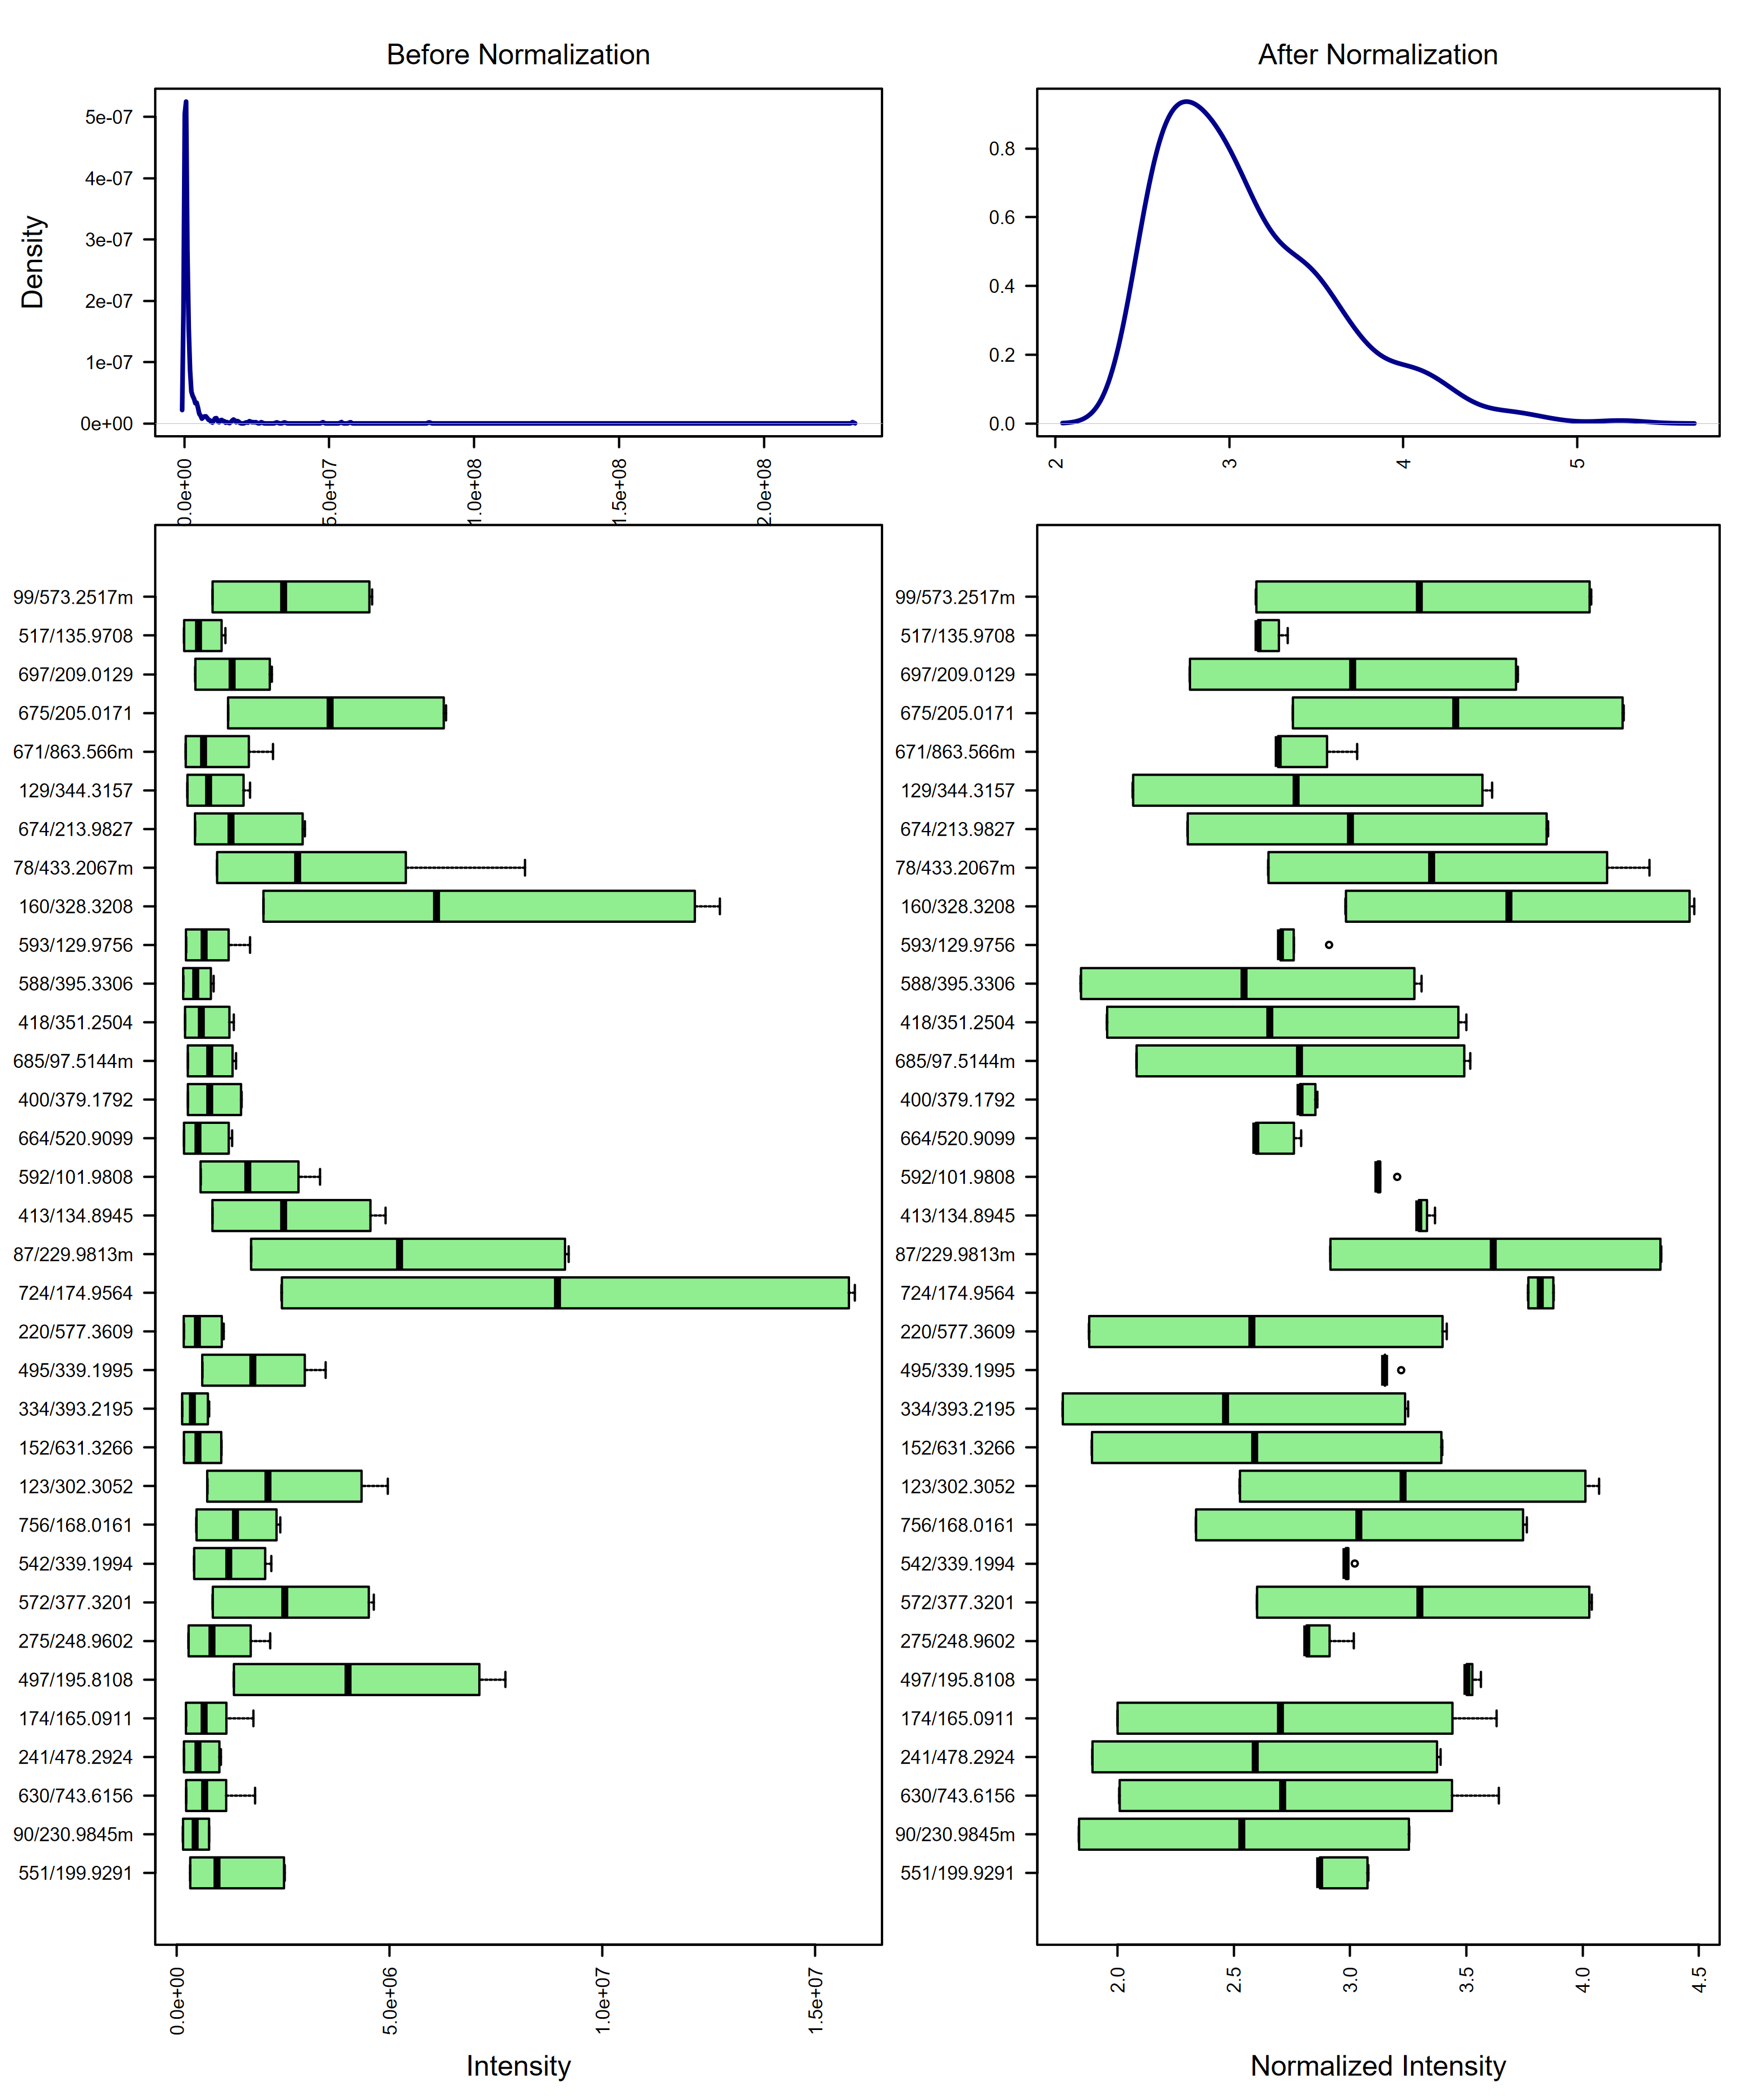 Before Normalization
After Normalization
Density
5e-07
4e-07
3e-07
2e-07
1e-07
0e+00
0.0e+00
5.0e+07
1.0e+08
1.5e+08
2.0e+08
0.8
0.6
0.4
0.2
0.0
2
3
4
5
99/573.2517m
517/135.9708
697/209.0129
675/205.0171
671/863.566m
129/344.3157
674/213.9827
78/433.2067m
160/328.3208
593/129.9756
588/395.3306
418/351.2504
685/97.5144m
400/379.1792
664/520.9099
592/101.9808
413/134.8945
87/229.9813m
724/174.9564
220/577.3609
495/339.1995
334/393.2195
152/631.3266
123/302.3052
756/168.0161
542/339.1994
572/377.3201
275/248.9602
497/195.8108
174/165.0911
241/478.2924
630/743.6156
90/230.9845m
551/199.9291
0.0e+00
5.0e+06
1.0e+07
1.5e+07
Intensity
99/573.2517m
517/135.9708
697/209.0129
675/205.0171
671/863.566m
129/344.3157
674/213.9827
78/433.2067m
160/328.3208
593/129.9756
588/395.3306
418/351.2504
685/97.5144m
400/379.1792
664/520.9099
592/101.9808
413/134.8945
87/229.9813m
724/174.9564
220/577.3609
495/339.1995
334/393.2195
152/631.3266
123/302.3052
756/168.0161
542/339.1994
572/377.3201
275/248.9602
497/195.8108
174/165.0911
241/478.2924
630/743.6156
90/230.9845m
551/199.9291
2.0
2.5
3.0
3.5
4.0
4.5
Normalized Intensity